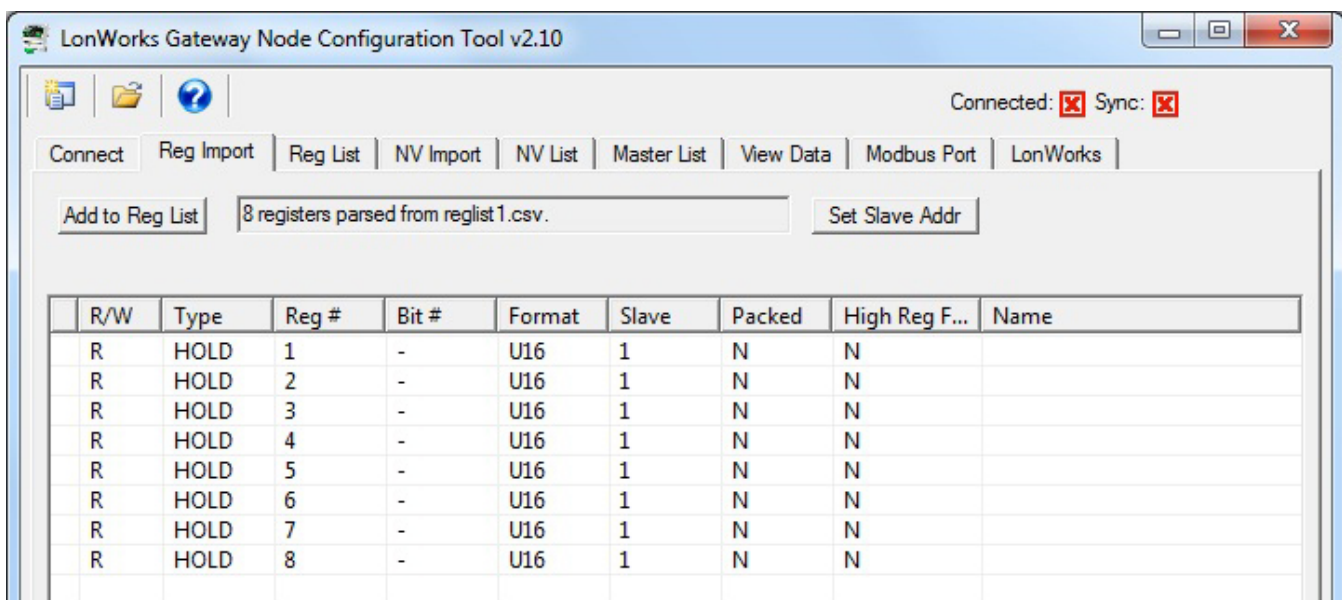 LonWorks Gateway Node Configuration Tool v2.10
Connected: Sync:
Connect Reg Import Reg List NV Import NV List Master List View Data Modbus Port LonWorks
Add to Reg List 8 registers parsed from reglist1.csv. Set Slave Addr
R/W Type Reg # Bit # Format Slave Packed High Reg F... Name
R HOLD 1 - U16 1 N N
R HOLD 2 - U16 1 N N
R HOLD 3 - U16 1 N N
R HOLD 4 - U16 1 N N
R HOLD 5 - U16 1 N N
R HOLD 6 - U16 1 N N
R HOLD 7 - U16 1 N N
R HOLD 8 - U16 1 N N